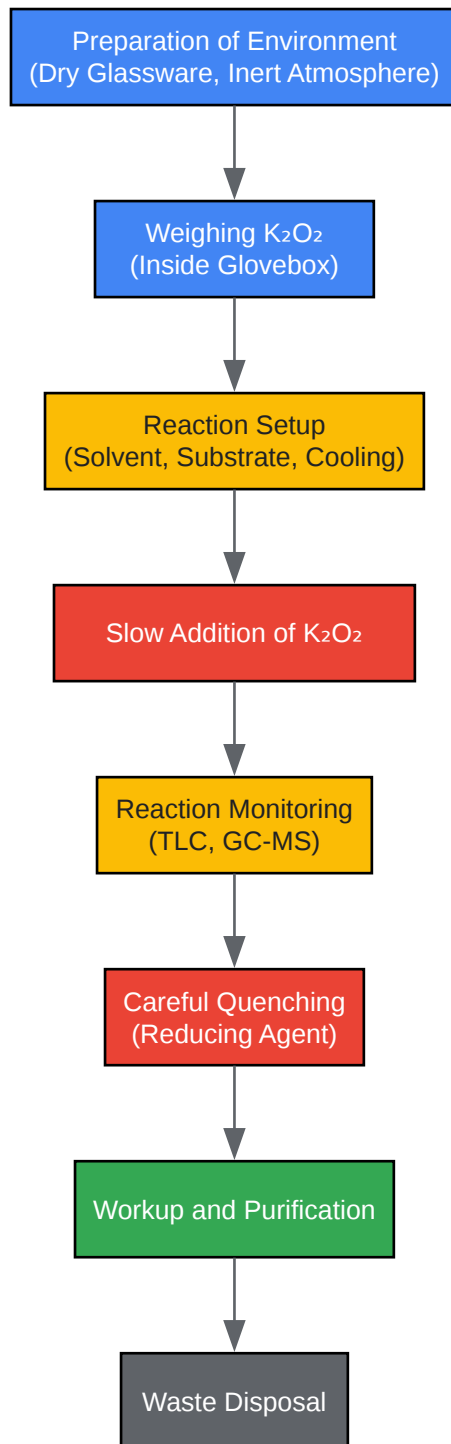 Preparation of Environment
(Dry Glassware, Inert Atmosphere)
Weighing K₂O₂
(Inside Glovebox)
Reaction Setup
(Solvent, Substrate, Cooling)
Slow Addition of K₂O₂
Reaction Monitoring
(TLC, GC-MS)
Careful Quenching
(Reducing Agent)
Workup and Purification
Waste Disposal